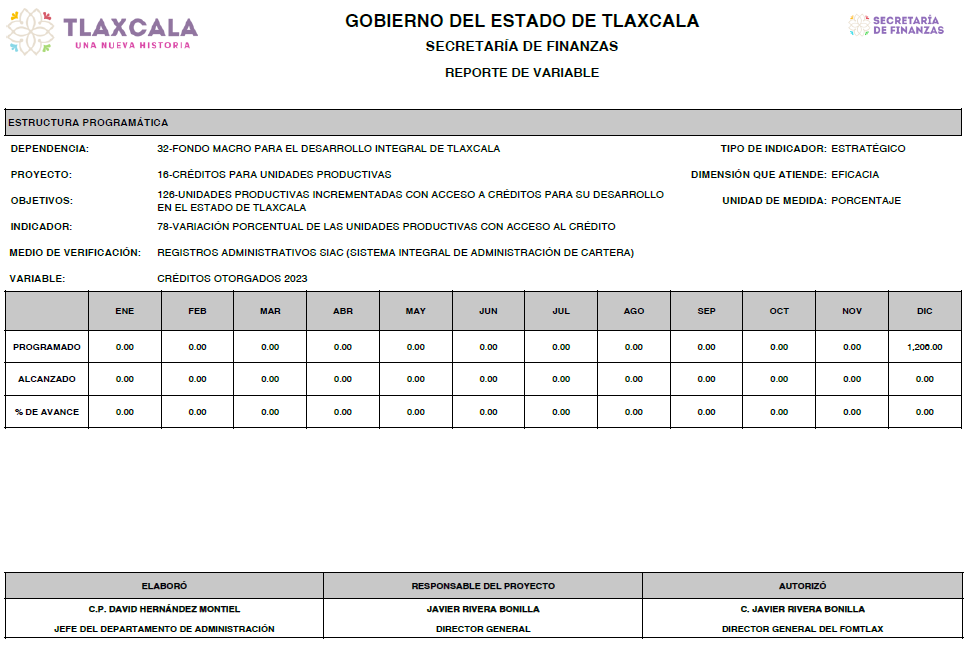 TLAXCALA
UNA NUEVA HISTORIA
GOBIERNO DEL ESTADO DE TLAXCALA
SECRETARÍA DE FINANZAS
REPORTE DE VARIABLE
SECRETARÍA
DE FINANZAS
ESTRUCTURA PROGRAMÁTICA
DEPENDENCIA: 32-FONDO MACRO PARA EL DESARROLLO INTEGRAL DE TLAXCALA TIPO DE INDICADOR: ESTRATÉGICO
PROYECTO: 16-CRÉDITOS PARA UNIDADES PRODUCTIVAS DIMENSIÓN QUE ATIENDE: EFICACIA
OBJETIVOS: 126-UNIDADES PRODUCTIVAS INCREMENTADAS CON ACCESO A CRÉDITOS PARA SU DESARROLLO
EN EL ESTADO DE TLAXCALA
UNIDAD DE MEDIDA: PORCENTAJE
INDICADOR: 78-VARIACIÓN PORCENTUAL DE LAS UNIDADES PRODUCTIVAS CON ACCESO AL CRÉDITO
MEDIO DE VERIFICACIÓN: REGISTROS ADMINISTRATIVOS SIAC (SISTEMA INTEGRAL DE ADMINISTRACIÓN DE CARTERA)
VARIABLE: CRÉDITOS OTORGADOS 2023
ENE FEB MAR ABR MAY JUN JUL AGO SEP OCT NOV DIC
PROGRAMADO 0.00 0.00 0.00 0.00 0.00 0.00 0.00 0.00 0.00 0.00 0.00 1,206.00
ALCANZADO 0.00 0.00 0.00 0.00 0.00 0.00 0.00 0.00 0.00 0.00 0.00 0.00
% DE AVANCE 0.00 0.00 0.00 0.00 0.00 0.00 0.00 0.00 0.00 0.00 0.00 0.00
ELABORÓ RESPONSABLE DEL PROYECTO AUTORIZÓ
C.P. DAVID HERNÁNDEZ MONTIEL JAVIER RIVERA BONILLA C. JAVIER RIVERA BONILLA
JEFE DEL DEPARTAMENTO DE ADMINISTRACIÓN DIRECTOR GENERAL DIRECTOR GENERAL DEL FOMTLAX